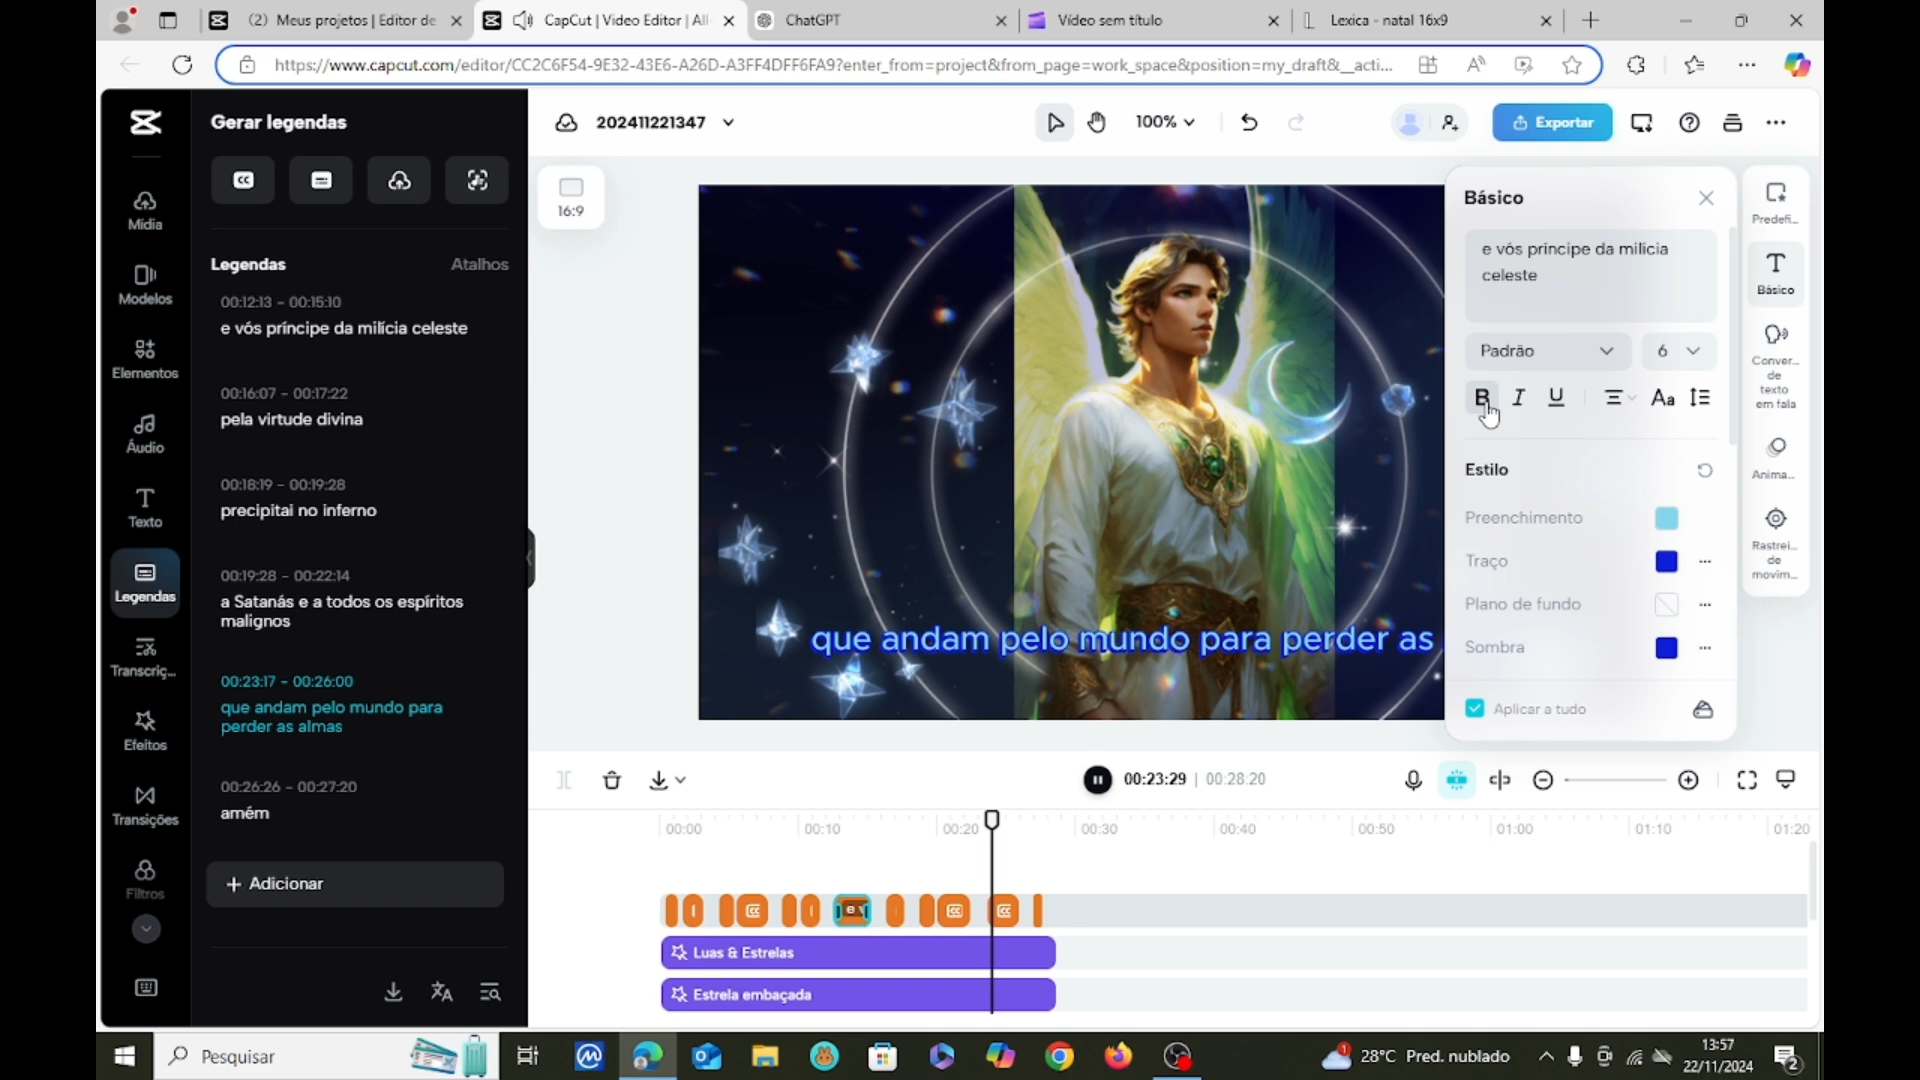 (2) Meus projetos | Editor de
CapCut | Video Editor | All
ChatGPT
Vídeo sem título
Lexica - natal 16x9
https://www.capcut.com/editor/CC2C6F54-9E32-43E6-A26D-A3FF4DFF6FA9?enter_from=project&from_page=work_space&position=my_draft&__acti...
Gerar legendas
202411221347
100%
Exportar
Mídia
Modelos
Elementos
Áudio
Texto
Legendas
Transcriç...
Efeitos
Transições
Filtros
Legendas
Atalhos
00:12:13 – 00:15:10
e vós príncipe da milícia celeste
00:16:07 – 00:17:22
pela virtude divina
00:18:19 – 00:19:28
precipitai no inferno
00:19:28 – 00:22:14
a Satanás e a todos os espíritos
malignos
00:23:17 – 00:26:00
que andam pelo mundo para
perder as almas
00:26:26 – 00:27:20
amém
+ Adicionar
16:9
que andam pelo mundo para perder as
Básico
e vós príncipe da milícia
celeste
Padrão
6
B I U
Aa
Estilo
Preenchimento
Traço
Plano de fundo
Sombra
Aplicar a tudo
Predefi...
Básico
Conver...
de
texto
em fala
Anima...
Rastrei...
de
movim...
00:23:29 | 00:28:20
00:00
00:10
00:20
00:30
00:40
00:50
01:00
01:10
01:20
Luas & Estrelas
Estrela embaçada
Pesquisar
28°C Pred. nublado
13:57
22/11/2024
2